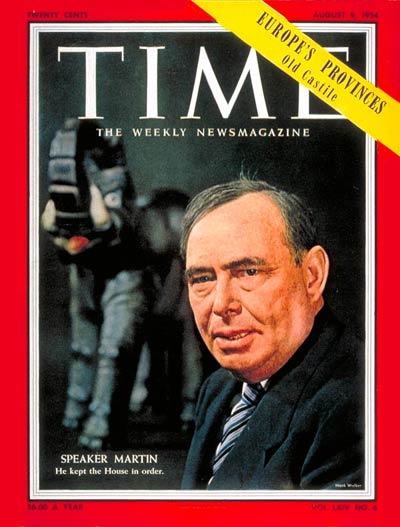 TWENTY CENTS
AUGUST 9, 1954
EUROPE'S PROVINCES
Old Castile
TIME
THE WEEKLY NEWSMAGAZINE
SPEAKER MARTIN
He kept the House in order.
$6.00 A YEAR
VOL. LXIV NO. 6